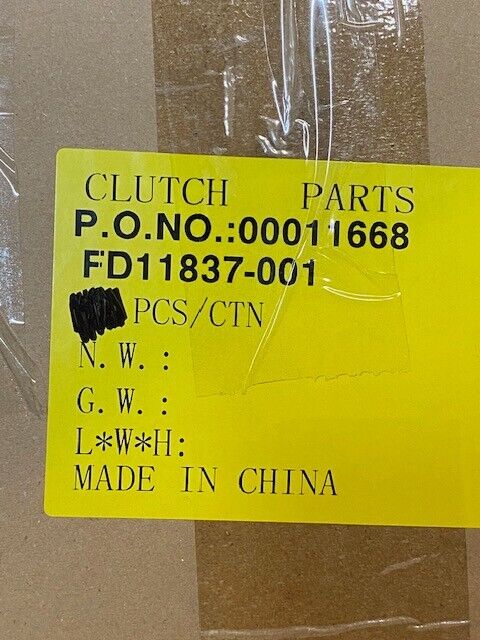 CLUTCH PARTS
P.O.NO.:00011668
FD11837-001
PCS/CTN
N.W.:
G.W.:
L*W*H:
MADE IN CHINA